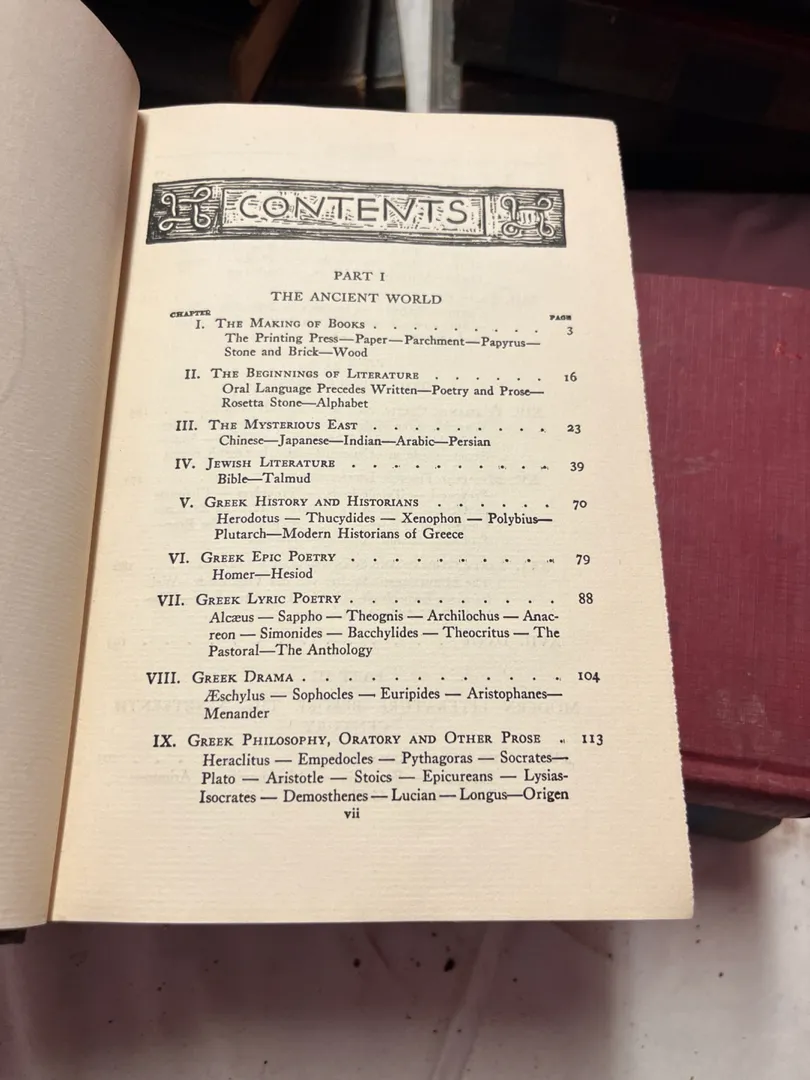 CONTENTS
PART I
THE ANCIENT WORLD
CHAPTER PAGE
I. THE MAKING OF BOOKS . . . . . . . . . 3
The Printing Press—Paper—Parchment—Papyrus—
Stone and Brick—Wood
II. THE BEGINNINGS OF LITERATURE . . . . . . 16
Oral Language Precedes Written—Poetry and Prose—
Rosetta Stone—Alphabet
III. THE MYSTERIOUS EAST . . . . . . . . . 23
Chinese—Japanese—Indian—Arabic—Persian
IV. JEWISH LITERATURE . . . . . . . . . . 39
Bible—Talmud
V. GREEK HISTORY AND HISTORIANS . . . . . . 70
Herodotus — Thucydides — Xenophon — Polybius—
Plutarch—Modern Historians of Greece
VI. GREEK EPIC POETRY . . . . . . . . . . 79
Homer—Hesiod
VII. GREEK LYRIC POETRY . . . . . . . . . . 88
Alcæus — Sappho — Theognis — Archilochus — Anac-
reon — Simonides — Bacchylides — Theocritus — The
Pastoral—The Anthology
VIII. GREEK DRAMA . . . . . . . . . . . . 104
Æschylus — Sophocles — Euripides — Aristophanes—
Menander
IX. GREEK PHILOSOPHY, ORATORY AND OTHER PROSE . 113
Heraclitus — Empedocles — Pythagoras — Socrates—
Plato — Aristotle — Stoics — Epicureans — Lysias-
Isocrates — Demosthenes — Lucian — Longus—Origen
vii